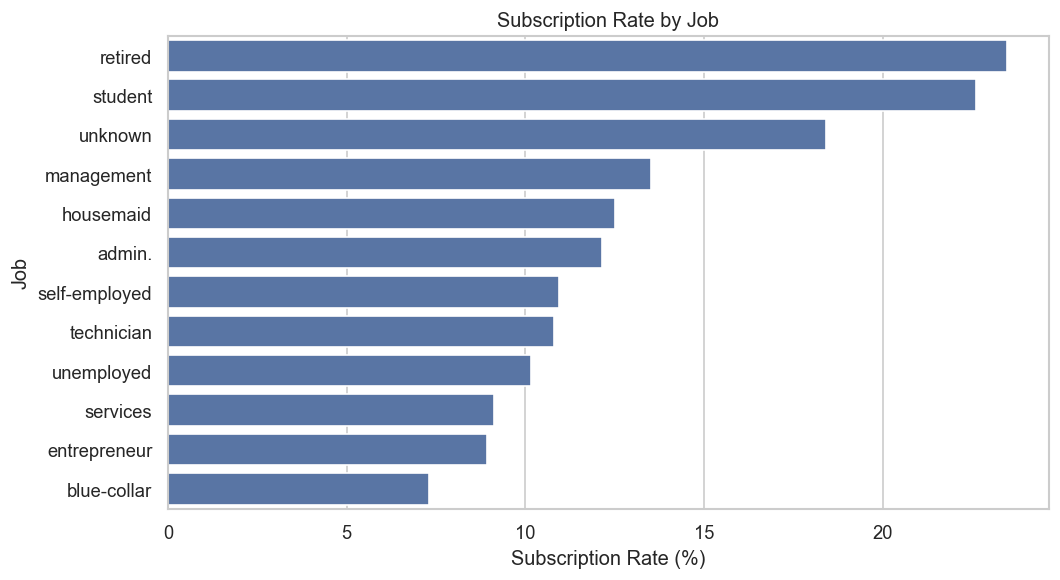 Subscription Rate by Job
retired
student
unknown
management
housemaid
admin.
self-employed
technician
unemployed
services
entrepreneur
blue-collar
Job
0 5 10 15 20
Subscription Rate (%)